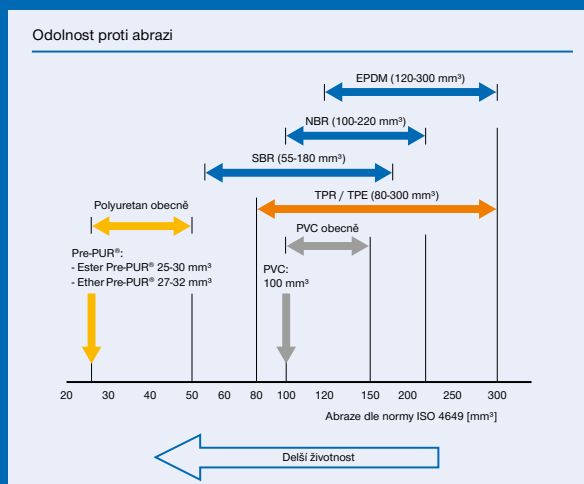 Odolnost proti abrazi
EPDM (120-300 mm³)
NBR (100-220 mm³)
SBR (55-180 mm³)
TPR / TPE (80-300 mm³)
Polyuretan obecně
PVC obecně
Pre-PUR®:
- Ester Pre-PUR® 25-30 mm³
- Ether Pre-PUR® 27-32 mm³
PVC:
100 mm³
20 30 40 50 60 80 100 120 150 200 250 300
Abraze dle normy ISO 4649 [mm³]
Delší životnost